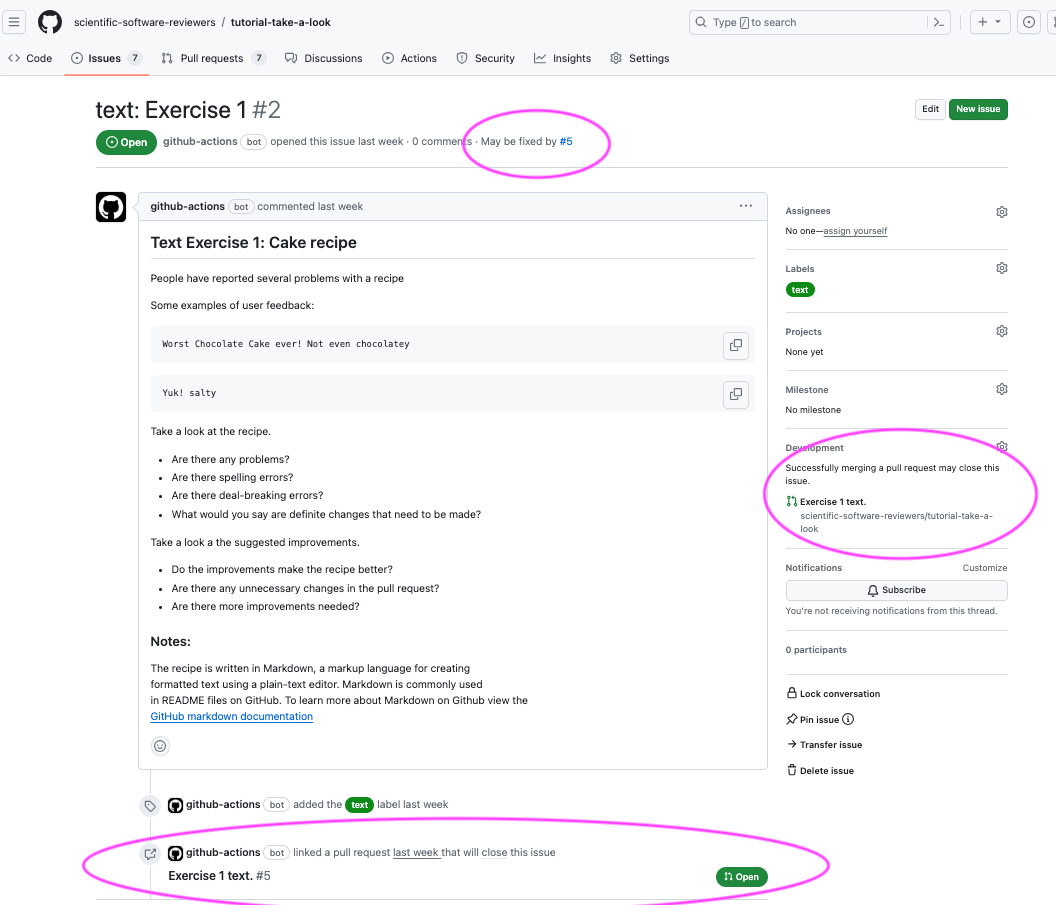 scientific-software-reviewers / tutorial-take-a-look
Type / to search
Code
Issues 7
Pull requests 7
Discussions
Actions
Security
Insights
Settings
text: Exercise 1 #2
Edit
New issue
Open
github-actions bot opened this issue last week · 0 comments · May be fixed by #5
github-actions bot commented last week
Text Exercise 1: Cake recipe
People have reported several problems with a recipe
Some examples of user feedback:
Worst Chocolate Cake ever! Not even chocolatey
Yuk! salty
Take a look at the recipe.
• Are there any problems?
• Are there spelling errors?
• Are there deal-breaking errors?
• What would you say are definite changes that need to be made?
Take a look a the suggested improvements.
• Do the improvements make the recipe better?
• Are there any unnecessary changes in the pull request?
• Are there more improvements needed?
Notes:
The recipe is written in Markdown, a markup language for creating
formatted text using a plain-text editor. Markdown is commonly used
in README files on GitHub. To learn more about Markdown on Github view the
GitHub markdown documentation
github-actions bot added the text label last week
github-actions bot linked a pull request last week that will close this issue
Exercise 1 text. #5
Open
Assignees
No one—assign yourself
Labels
text
Projects
None yet
Milestone
No milestone
Development
Successfully merging a pull request may close this
issue.
Exercise 1 text.
scientific-software-reviewers/tutorial-take-a-
look
Notifications
Customize
Subscribe
You're not receiving notifications from this thread.
0 participants
Lock conversation
Pin issue
Transfer issue
Delete issue